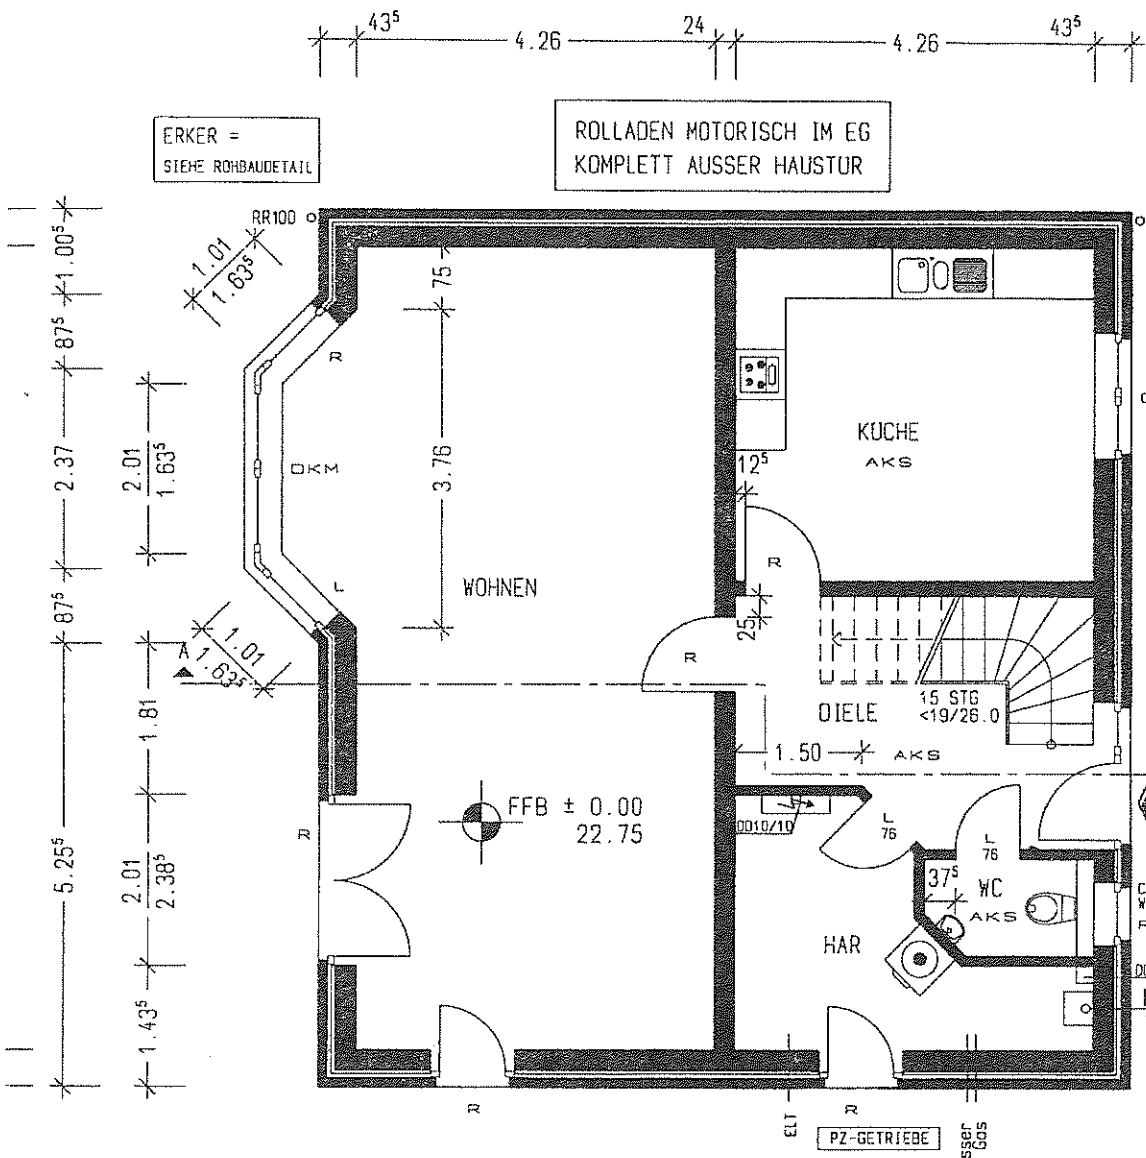 43⁵
4.26
24
4.26
43⁵
ERKER =
SIEHE ROHBAUDETAIL
ROLLADEN MOTORISCH IM EG
KOMPLETT AUSSER HAUSTUR
RR100
1.01
1.63⁵
1.00⁵
87⁵
2.37
87⁵
5.25⁵
2.01
1.63⁵
1.81
2.01
2.38⁵
1.43⁵
75
3.76
R
OKM
L
WOHNEN
KUCHE
AKS
12⁵
R
25
R
A
1.01
1.63⁵
DIELE
15 STG
<19/26.0
1.50
AKS
FFB ± 0.00
22.75
R
L
76
L
76
37⁵
WC
AKS
HAR
R
R
ELT
PZ-GETRIEBE
sser
Gas